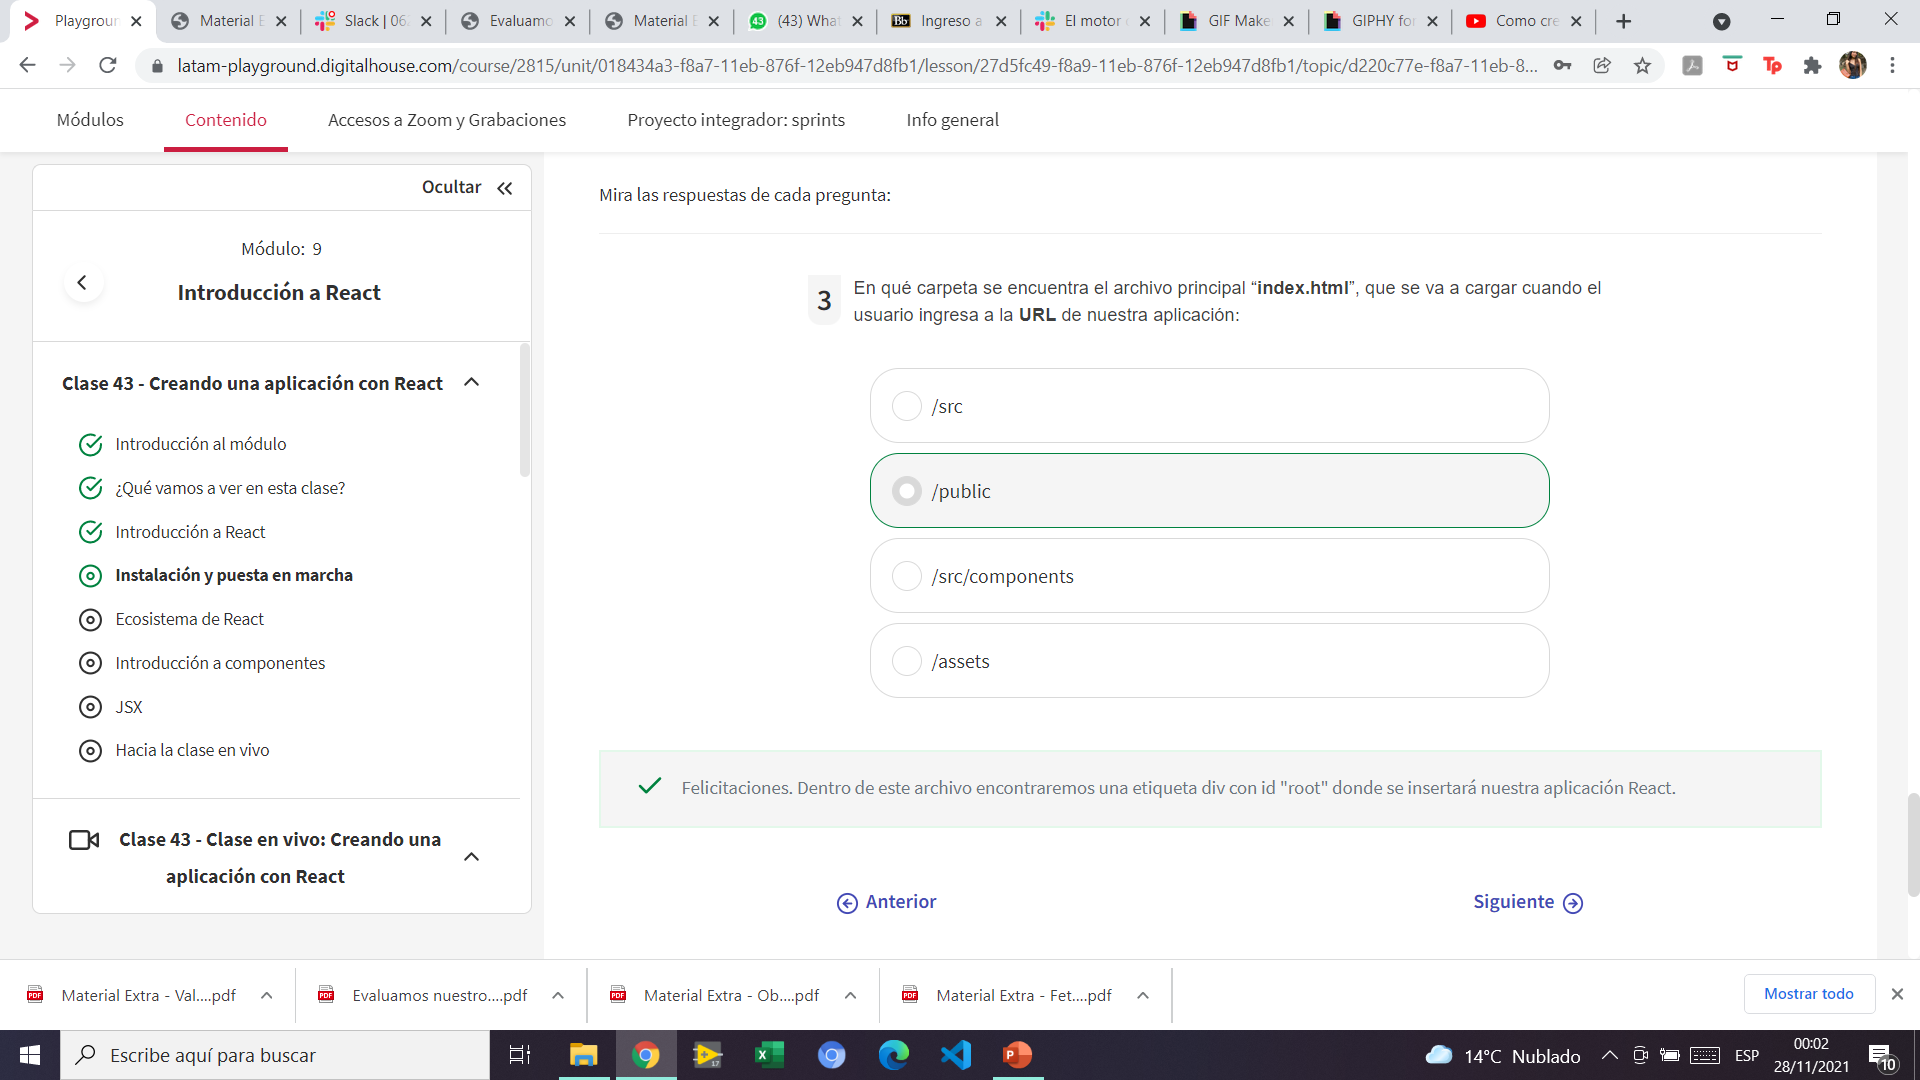 Playgroun
Material E
Slack | 062
Evaluamo
Material E
(43) What
Ingreso a
El motor
GIF Make
GIPHY for
Como cre
latam-playground.digitalhouse.com/course/2815/unit/018434a3-f8a7-11eb-876f-12eb947d8fb1/lesson/27d5fc49-f8a9-11eb-876f-12eb947d8fb1/topic/d220c77e-f8a7-11eb-8...
Módulos
Contenido
Accesos a Zoom y Grabaciones
Proyecto integrador: sprints
Info general
Ocultar
Módulo: 9
Introducción a React
Clase 43 - Creando una aplicación con React
Introducción al módulo
¿Qué vamos a ver en esta clase?
Introducción a React
Instalación y puesta en marcha
Ecosistema de React
Introducción a componentes
JSX
Hacia la clase en vivo
Clase 43 - Clase en vivo: Creando una
aplicación con React
Mira las respuestas de cada pregunta:
3
En qué carpeta se encuentra el archivo principal “index.html”, que se va a cargar cuando el
usuario ingresa a la URL de nuestra aplicación:
/src
/public
/src/components
/assets
Felicitaciones. Dentro de este archivo encontraremos una etiqueta div con id "root" donde se insertará nuestra aplicación React.
Anterior
Siguiente
Material Extra - Val....pdf
Evaluamos nuestro....pdf
Material Extra - Ob....pdf
Material Extra - Fet....pdf
Mostrar todo
Escribe aquí para buscar
14°C Nublado
ESP
00:02
28/11/2021
10